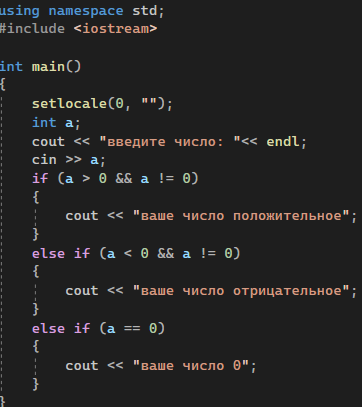 using namespace std;
#include <iostream>
int main()
{
setlocale(0, "");
int a;
cout << "введите число: "<< endl;
cin >> a;
if (a > 0 && a != 0)
{
cout << "ваше число положительное";
}
else if (a < 0 && a != 0)
{
cout << "ваше число отрицательное";
}
else if (a == 0)
{
cout << "ваше число 0";
}
}